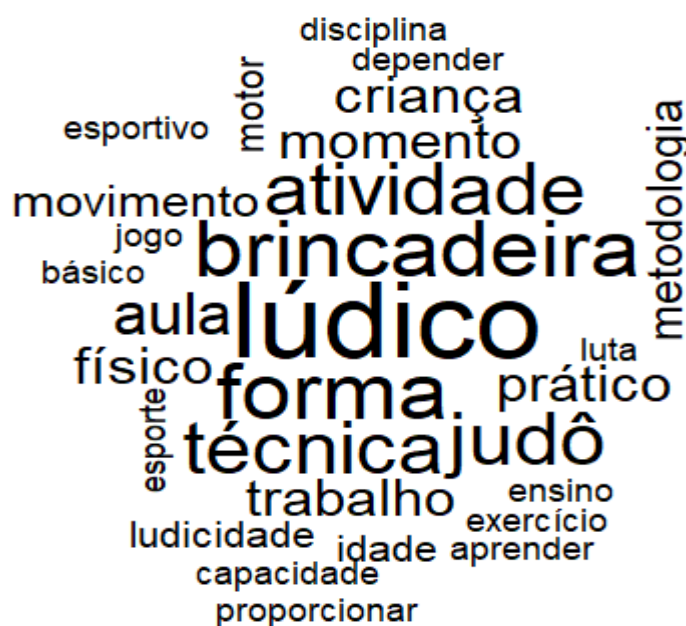 disciplina
depender
motor
criança
esportivo
momento
metodologia
movimento
atividade
jogo
brincadeira
básico
aula
lúdico
luta
físico
forma
prático
esporte
técnica
judô
trabalho
ensino
exercício
ludicidade
idade
aprender
capacidade
proporcionar